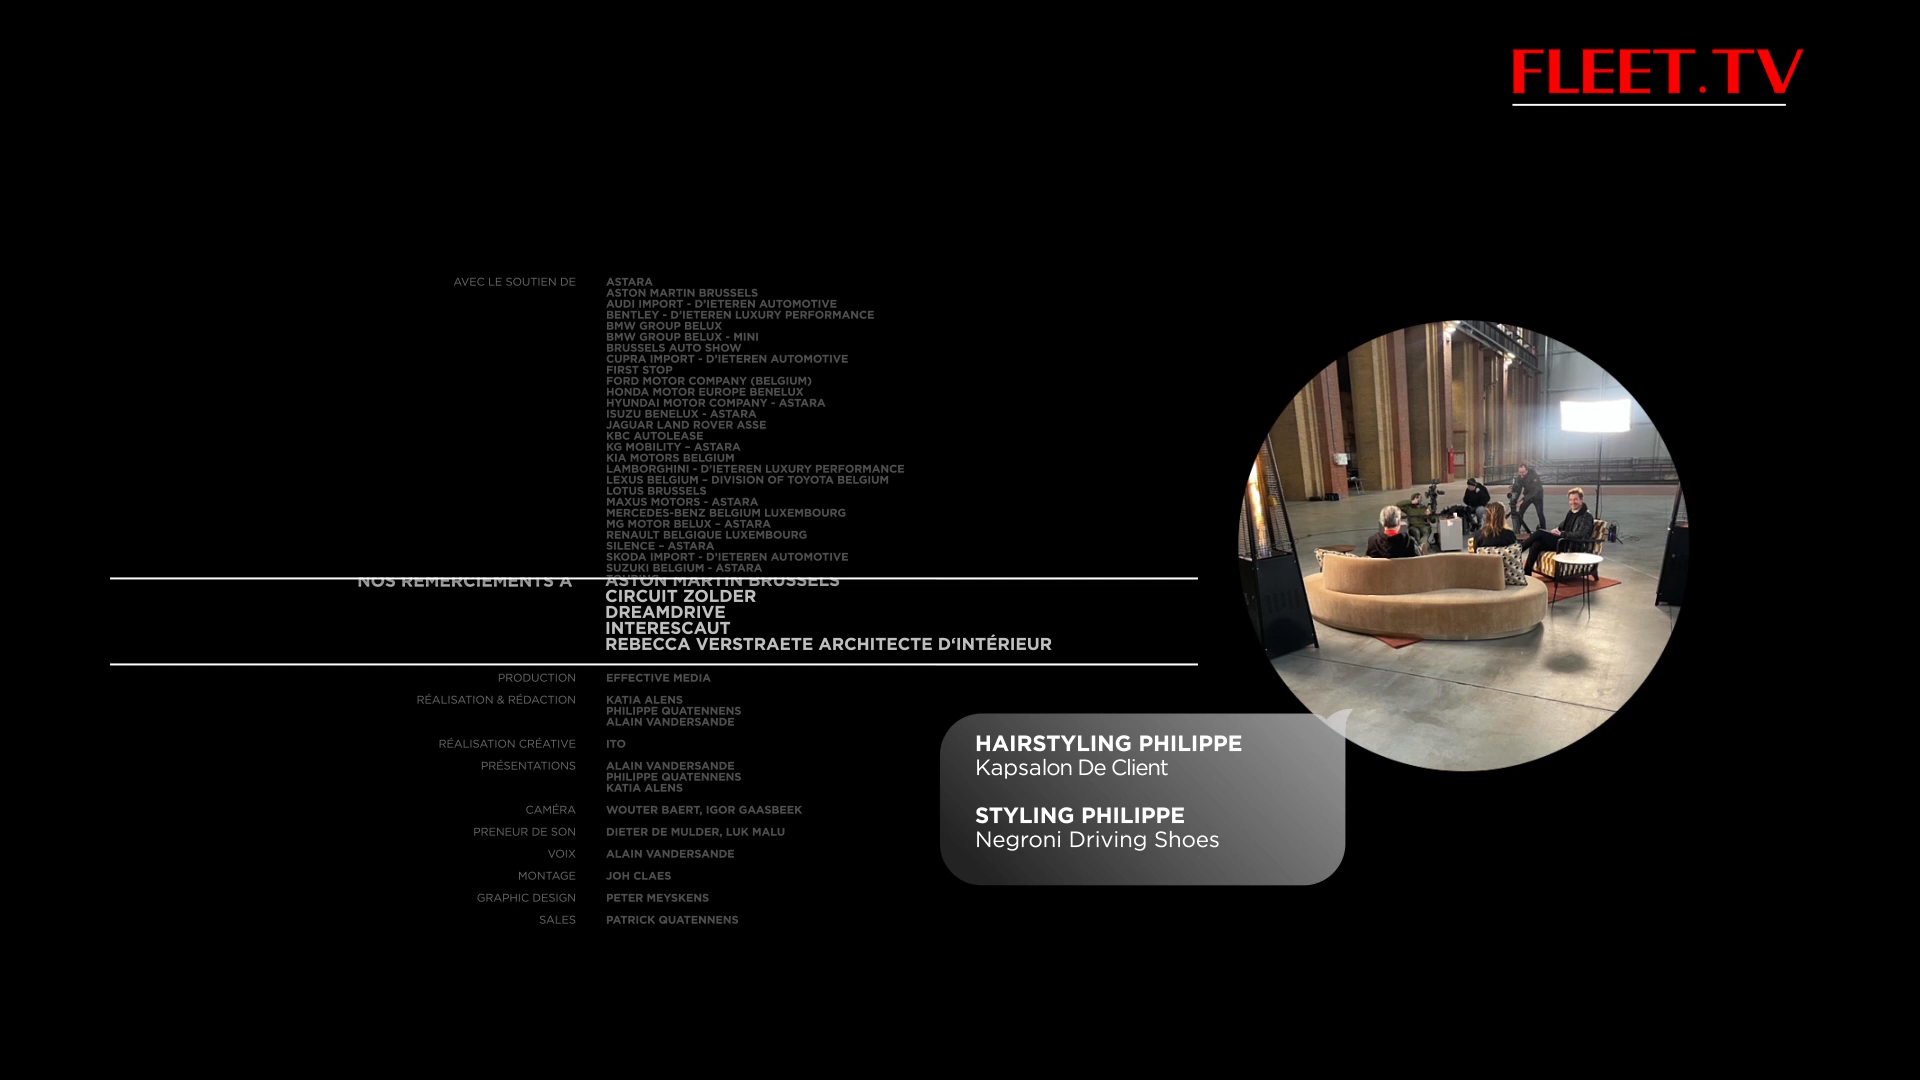 FLEET.TV
AVEC LE SOUTIEN DE
ASTARA
ASTON MARTIN BRUSSELS
AUDI IMPORT - D'IETEREN AUTOMOTIVE
BENTLEY - D'IETEREN LUXURY PERFORMANCE
BMW GROUP BELUX
BMW GROUP BELUX - MINI
BRUSSELS AUTO SHOW
CUPRA IMPORT - D'IETEREN AUTOMOTIVE
FIRST STOP
FORD MOTOR COMPANY (BELGIUM)
HONDA MOTOR EUROPE BENELUX
HYUNDAI MOTOR COMPANY - ASTARA
ISUZU BENELUX - ASTARA
JAGUAR LAND ROVER ASSE
KBC AUTOLEASE
KG MOBILITY – ASTARA
KIA MOTORS BELGIUM
LAMBORGHINI - D'IETEREN LUXURY PERFORMANCE
LEXUS BELGIUM – DIVISION OF TOYOTA BELGIUM
LOTUS BRUSSELS
MAXUS MOTORS - ASTARA
MERCEDES-BENZ BELGIUM LUXEMBOURG
MG MOTOR BELUX – ASTARA
RENAULT BELGIQUE LUXEMBOURG
SILENCE – ASTARA
SKODA IMPORT - D'IETEREN AUTOMOTIVE
SUZUKI BELGIUM - ASTARA
NOS REMERCIEMENTS À
ASTON MARTIN BRUSSELS
CIRCUIT ZOLDER
DREAMDRIVE
INTERESCAUT
REBECCA VERSTRAETE ARCHITECTE D‘INTÉRIEUR
PRODUCTION EFFECTIVE MEDIA
RÉALISATION & RÉDACTION KATIA ALENS
PHILIPPE QUATENNENS
ALAIN VANDERSANDE
RÉALISATION CRÉATIVE ITO
PRÉSENTATIONS ALAIN VANDERSANDE
PHILIPPE QUATENNENS
KATIA ALENS
CAMÉRA WOUTER BAERT, IGOR GAASBEEK
PRENEUR DE SON DIETER DE MULDER, LUK MALU
VOIX ALAIN VANDERSANDE
MONTAGE JOH CLAES
GRAPHIC DESIGN PETER MEYSKENS
SALES PATRICK QUATENNENS
HAIRSTYLING PHILIPPE
Kapsalon De Client
STYLING PHILIPPE
Negroni Driving Shoes